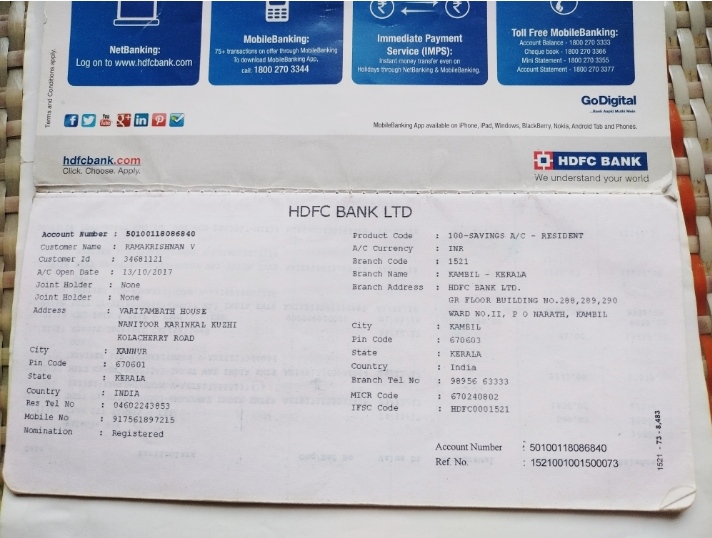 NetBanking:
Log on to www.hdfcbank.com
MobileBanking:
75+ transactions on offer through MobileBanking
To download MobileBanking App,
call: 1800 270 3344
Immediate Payment
Service (IMPS):
Instant money transfer even on
Holidays through NetBanking & MobileBanking.
Toll Free MobileBanking:
Account Balance - 1800 270 3333
Cheque book - 1800 270 3366
Mini Statement - 1800 270 3355
Account Statement - 1800 270 3377
Terms and Conditions apply.
GoDigital
MobileBanking App available on iPhone, iPad, Windows, BlackBerry, Nokia, Android Tab and Phones.
hdfcbank.com
Click. Choose. Apply.
HDFC BANK
We understand your world
HDFC BANK LTD
Account Number : 50100118086840
Customer Name : RAMAKRISHNAN V
Customer Id : 34681121
A/C Open Date : 13/10/2017
Joint Holder : None
Joint Holder : None
Address : VARIYAMBATH HOUSE
NANITOOR KARINKAL KUZHI
KOLACHERRY ROAD
City : KANNUR
Pin Code : 670601
State : KERALA
Country : INDIA
Res Tel No : 04602243853
Mobile No : 917561897215
Nomination : Registered
Product Code : 100-SAVINGS A/C - RESIDENT
A/C Currency : INR
Branch Code : 1521
Branch Name : KAMBIL - KERALA
Branch Address : HDFC BANK LTD.
GR FLOOR BUILDING NO.288,289,290
WARD NO.II, P O NARATH, KAMBIL
City : KAMBIL
Pin Code : 670603
State : KERALA
Country : India
Branch Tel No : 98956 63333
MICR Code : 670240802
IFSC Code : HDFC0001521
Account Number : 50100118086840
Ref. No. : 1521001001500073
1521 - 73 - 8,483